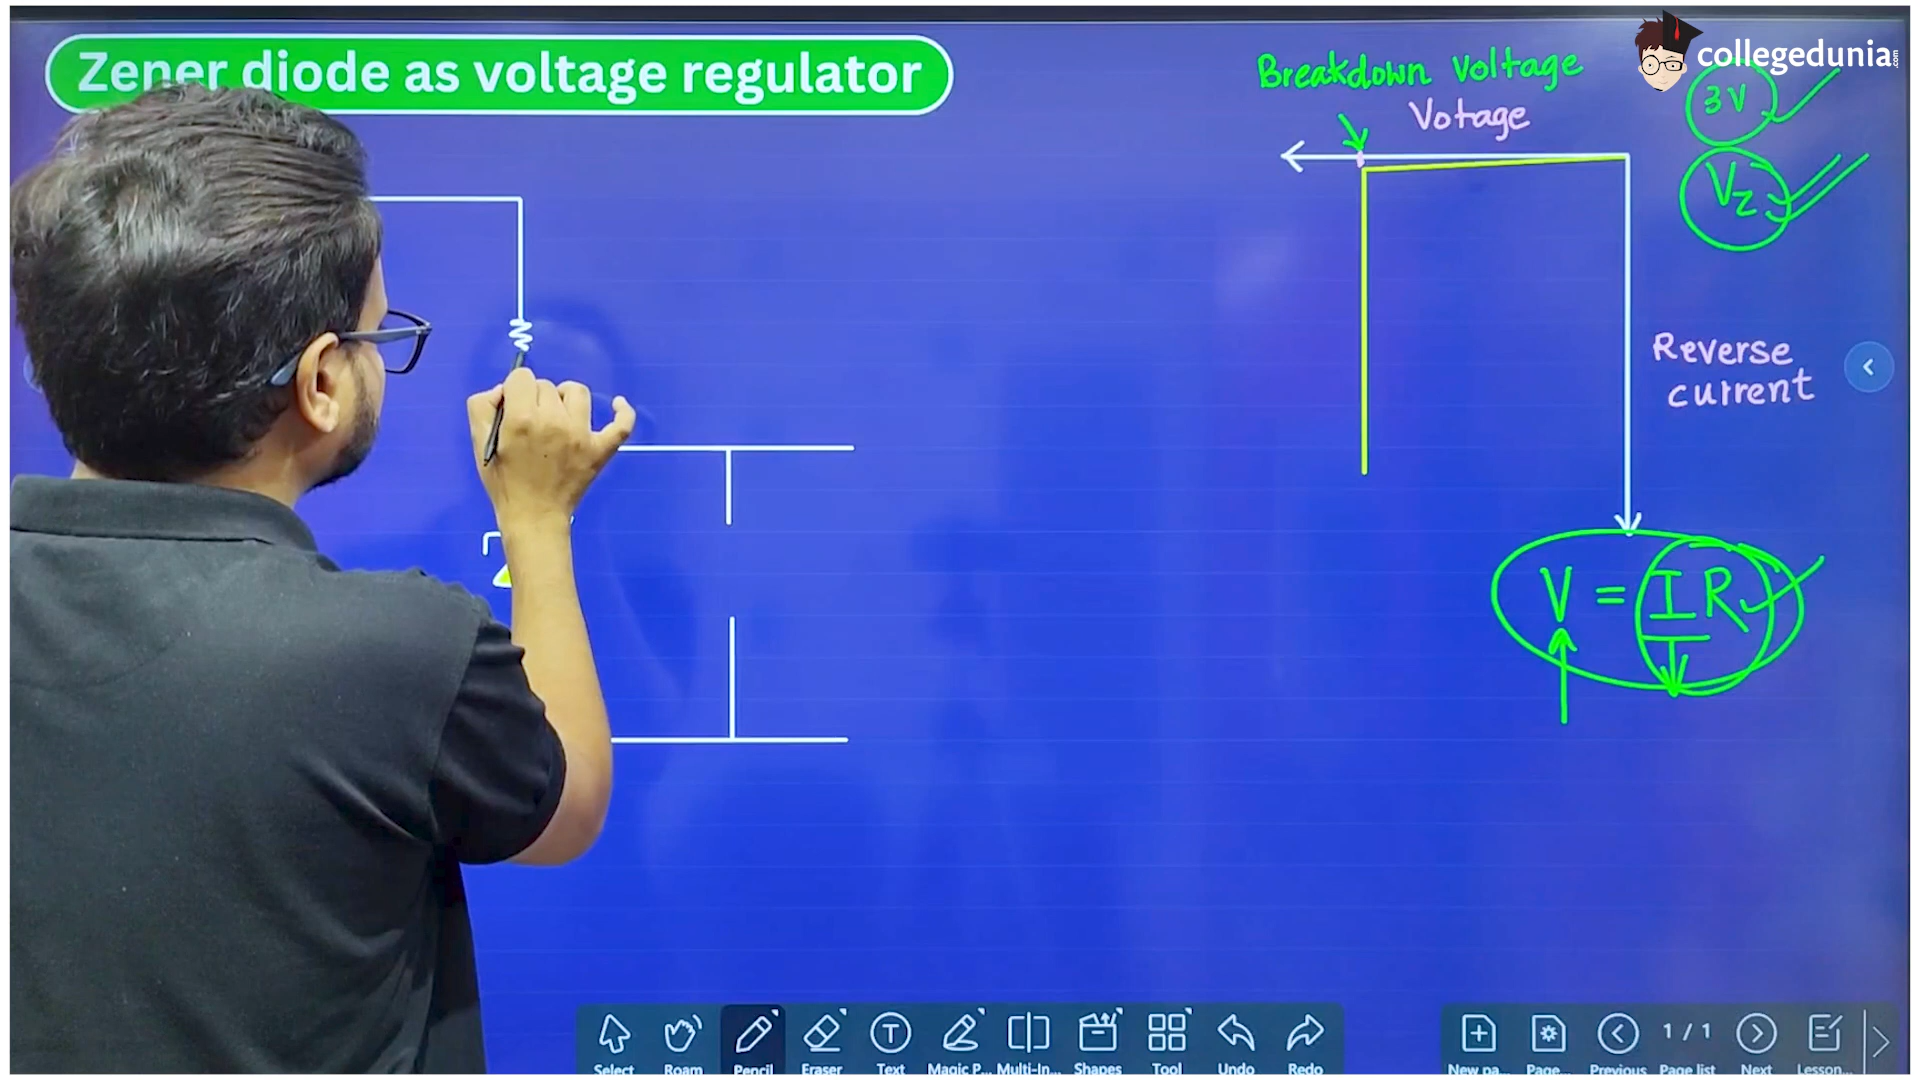 Zener diode as voltage regulator
collegedunia.com
Breakdown Voltage
Votage
3V
Vz
Reverse
current
V = IR
Select
Roam
Pencil
Eraser
Text
Magic P...
Multi-In...
Shapes
Tool
Undo
Redo
New pa...
Page...
Previous
1 / 1
Page list
Next
Lesson...